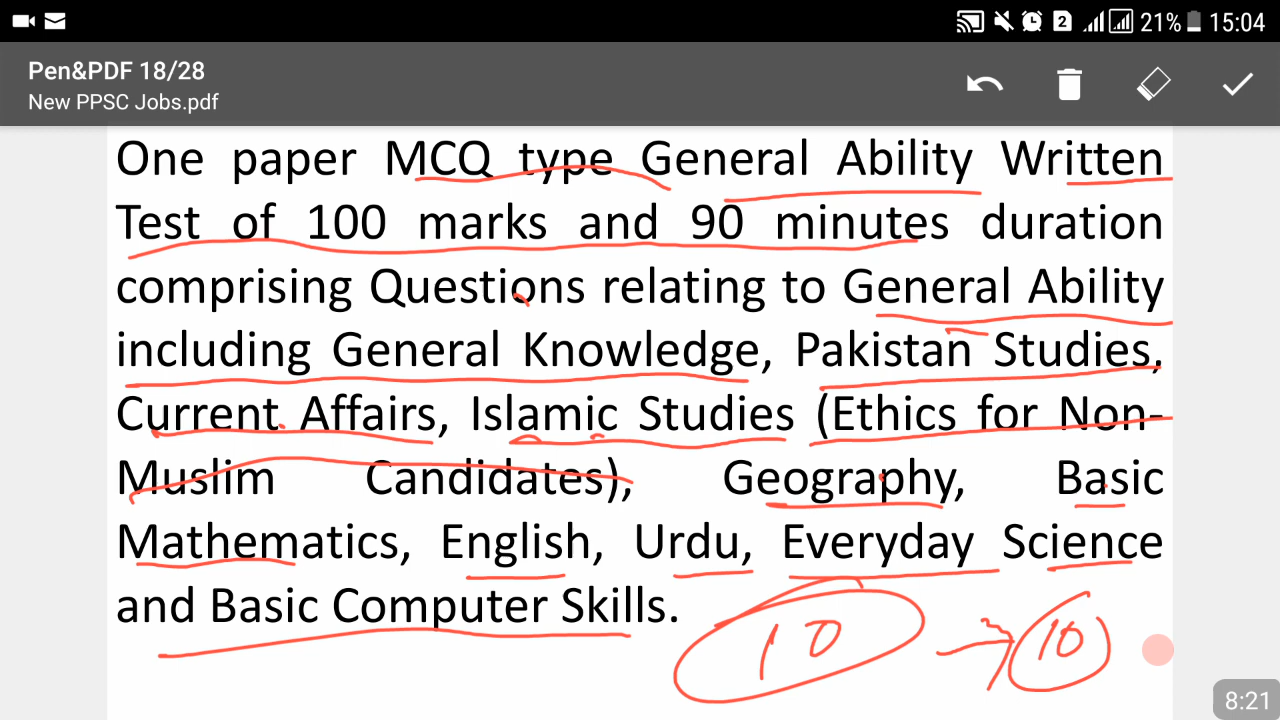 2 21% 15:04
Pen&PDF 18/28
New PPSC Jobs.pdf
One paper MCQ type General Ability Written
Test of 100 marks and 90 minutes duration
comprising Questions relating to General Ability
including General Knowledge, Pakistan Studies,
Current Affairs, Islamic Studies (Ethics for Non-
Muslim Candidates), Geography, Basic
Mathematics, English, Urdu, Everyday Science
and Basic Computer Skills.
10 → 10
8:21